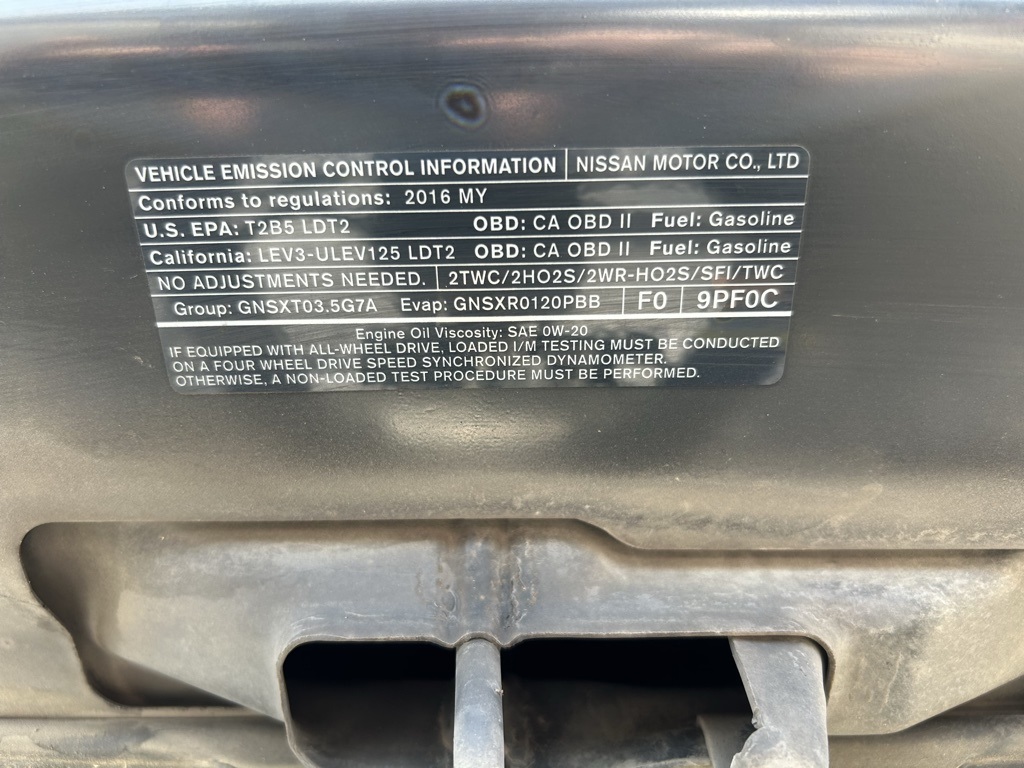 VEHICLE EMISSION CONTROL INFORMATION NISSAN MOTOR CO., LTD
Conforms to regulations: 2016 MY
U.S. EPA: T2B5 LDT2 OBD: CA OBD II Fuel: Gasoline
California: LEV3-ULEV125 LDT2 OBD: CA OBD II Fuel: Gasoline
NO ADJUSTMENTS NEEDED. 2TWC/2HO2S/2WR-HO2S/SFI/TWC
Group: GNSXT03.5G7A Evap: GNSXR0120PBB F0 9PF0C
Engine Oil Viscosity: SAE 0W-20
IF EQUIPPED WITH ALL-WHEEL DRIVE, LOADED I/M TESTING MUST BE CONDUCTED
ON A FOUR WHEEL DRIVE SPEED SYNCHRONIZED DYNAMOMETER.
OTHERWISE, A NON-LOADED TEST PROCEDURE MUST BE PERFORMED.